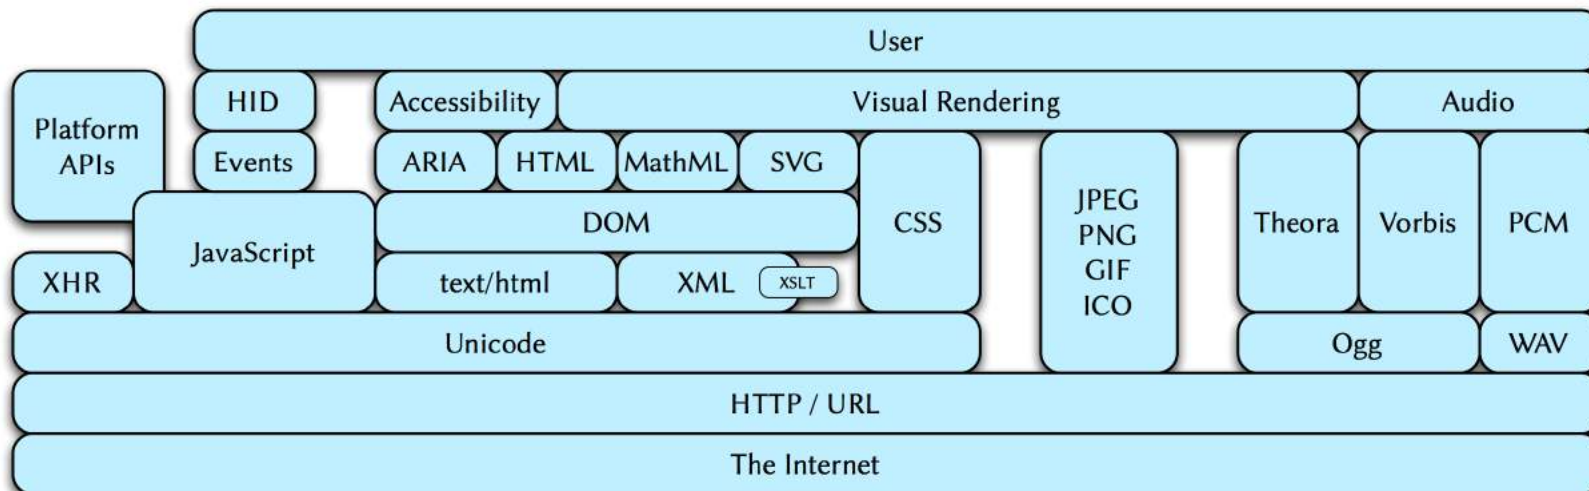 User
HID
Accessibility
Visual Rendering
Audio
Platform
APIs
Events
ARIA
HTML
MathML
SVG
CSS
JPEG
PNG
GIF
ICO
Theora
Vorbis
PCM
JavaScript
DOM
XHR
text/html
XML
XSLT
Unicode
Ogg
WAV
HTTP / URL
The Internet